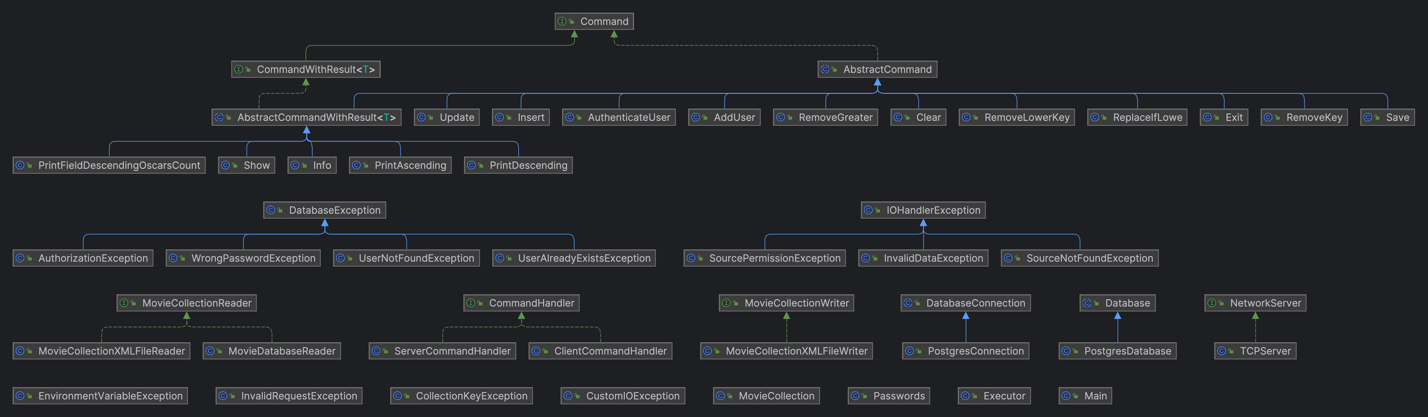 Command
CommandWithResult<T> AbstractCommand
AbstractCommandWithResult<T> Update Insert AuthenticateUser AddUser RemoveGreater Clear RemoveLowerKey ReplaceIfLowe Exit RemoveKey Save
PrintFieldDescendingOscarsCount Show Info PrintAscending PrintDescending
DatabaseException IOHandlerException
AuthorizationException WrongPasswordException UserNotFoundException UserAlreadyExistsException SourcePermissionException InvalidDataException SourceNotFoundException
MovieCollectionReader CommandHandler MovieCollectionWriter DatabaseConnection Database NetworkServer
MovieCollectionXMLFileReader MovieDatabaseReader ServerCommandHandler ClientCommandHandler MovieCollectionXMLFileWriter PostgresConnection PostgresDatabase TCPServer
EnvironmentVariableException InvalidRequestException CollectionKeyException CustomIOException MovieCollection Passwords Executor Main